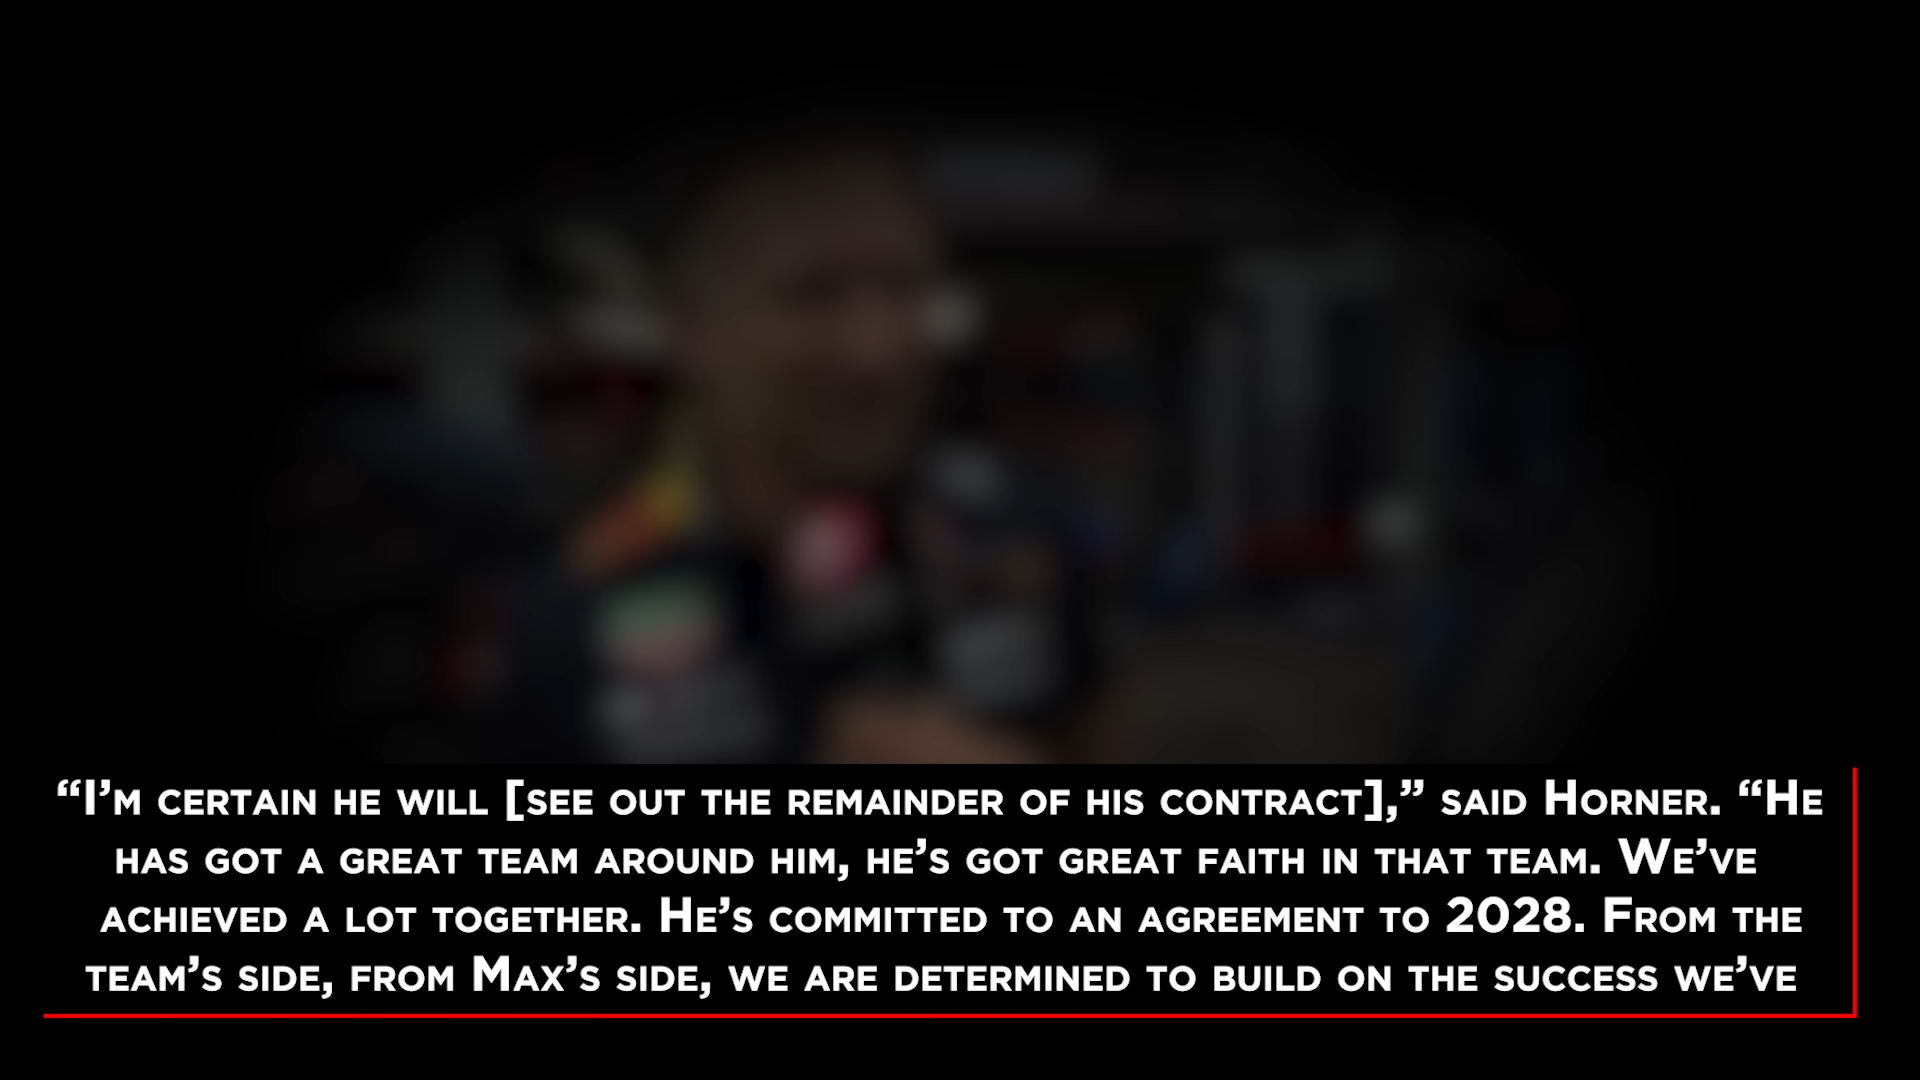 “I’m certain he will [see out the remainder of his contract],” said Horner. “He
has got a great team around him, he’s got great faith in that team. We’ve
achieved a lot together. He’s committed to an agreement to 2028. From the
team’s side, from Max’s side, we are determined to build on the success we’ve